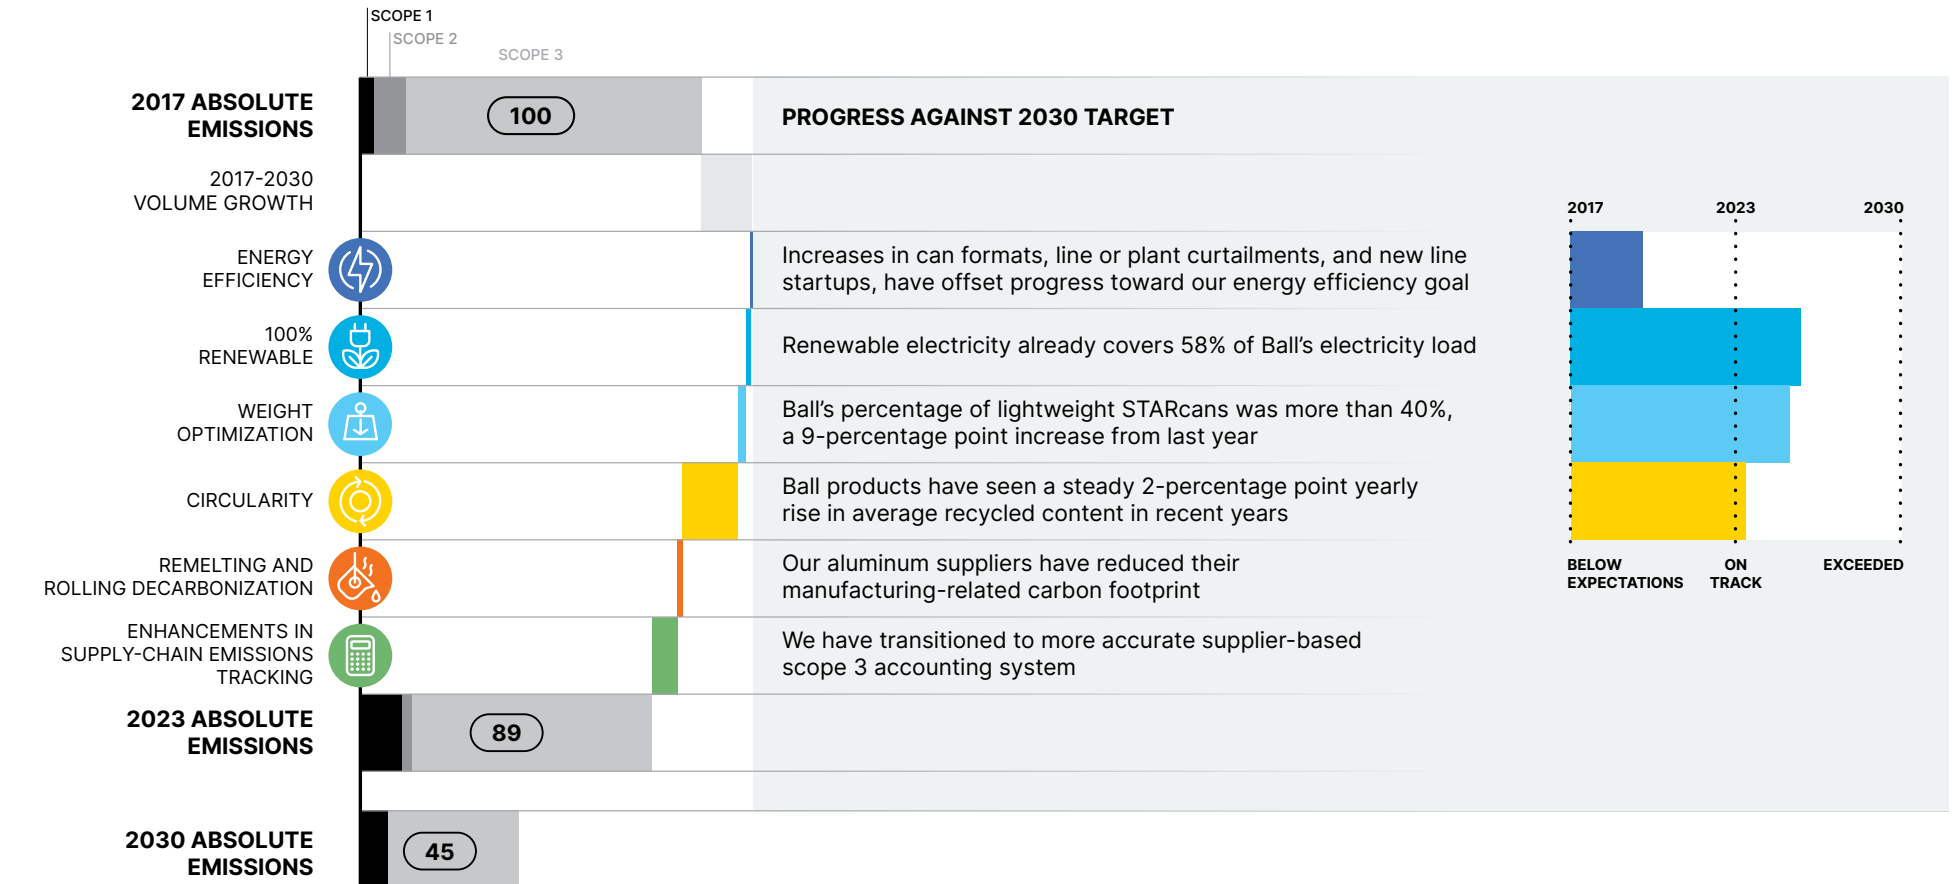 SCOPE 1
SCOPE 2
SCOPE 3
2017 ABSOLUTE
EMISSIONS
100
PROGRESS AGAINST 2030 TARGET
2017-2030
VOLUME GROWTH
ENERGY
EFFICIENCY
Increases in can formats, line or plant curtailments, and new line
startups, have offset progress toward our energy efficiency goal
100%
RENEWABLE
Renewable electricity already covers 58% of Ball’s electricity load
WEIGHT
OPTIMIZATION
Ball’s percentage of lightweight STARcans was more than 40%,
a 9-percentage point increase from last year
CIRCULARITY
Ball products have seen a steady 2-percentage point yearly
rise in average recycled content in recent years
REMELTING AND
ROLLING DECARBONIZATION
Our aluminum suppliers have reduced their
manufacturing-related carbon footprint
ENHANCEMENTS IN
SUPPLY-CHAIN EMISSIONS
TRACKING
We have transitioned to more accurate supplier-based
scope 3 accounting system
2023 ABSOLUTE
EMISSIONS
89
2030 ABSOLUTE
EMISSIONS
45
2017
2023
2030
BELOW
EXPECTATIONS
ON
TRACK
EXCEEDED